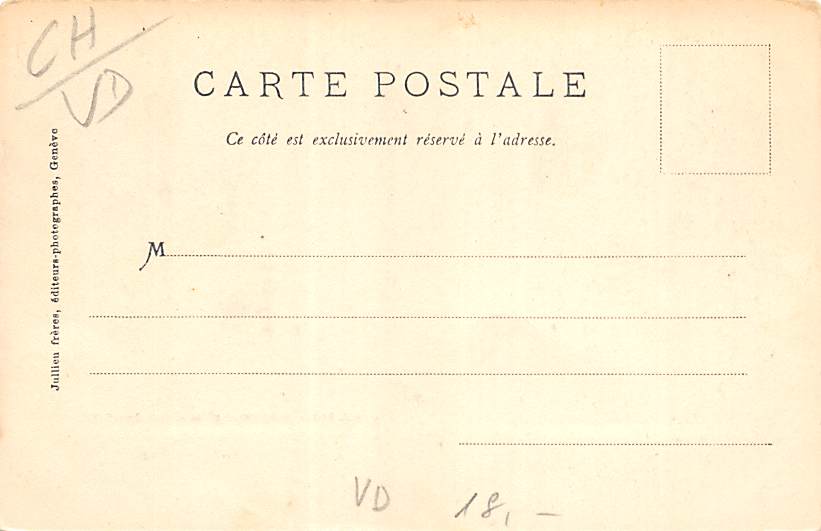 CH
VD
CARTE POSTALE
Ce côté est exclusivement réservé à l'adresse.
Jullien frères, éditeurs-photographes, Genève
M
VD 18,—